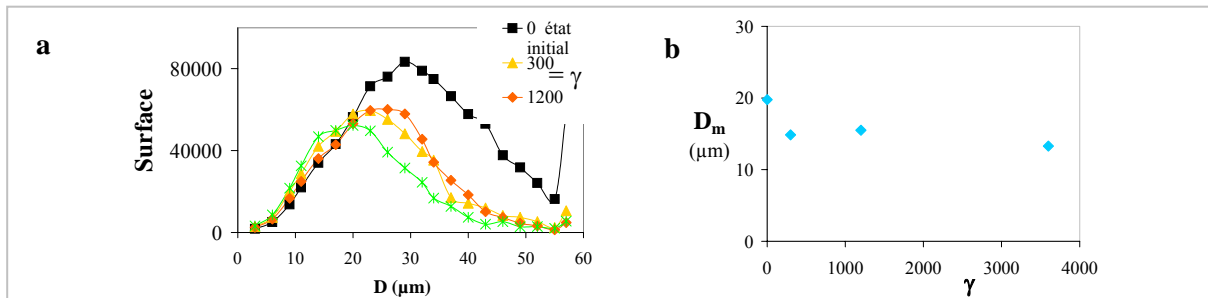 a
0 état
initial
300
= γ
1200
80000
40000
0
Surface
0 10 20 30 40 50 60
D (µm)
b
30
20
10
0
Dm
(µm)
0 1000 2000 3000 4000
γ